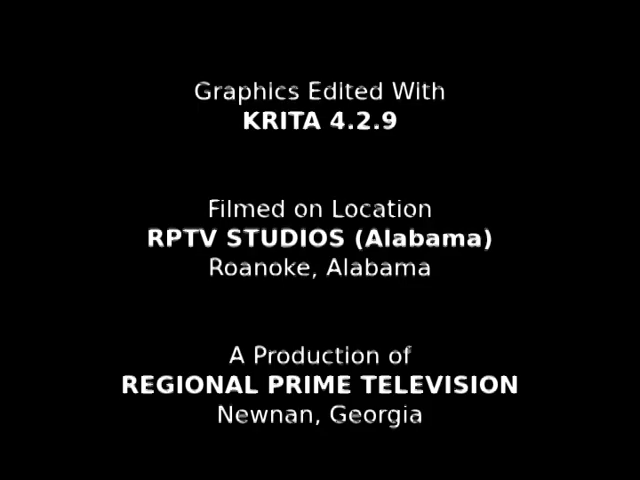 Graphics Edited With
KRITA 4.2.9
Filmed on Location
RPTV STUDIOS (Alabama)
Roanoke, Alabama
A Production of
REGIONAL PRIME TELEVISION
Newnan, Georgia